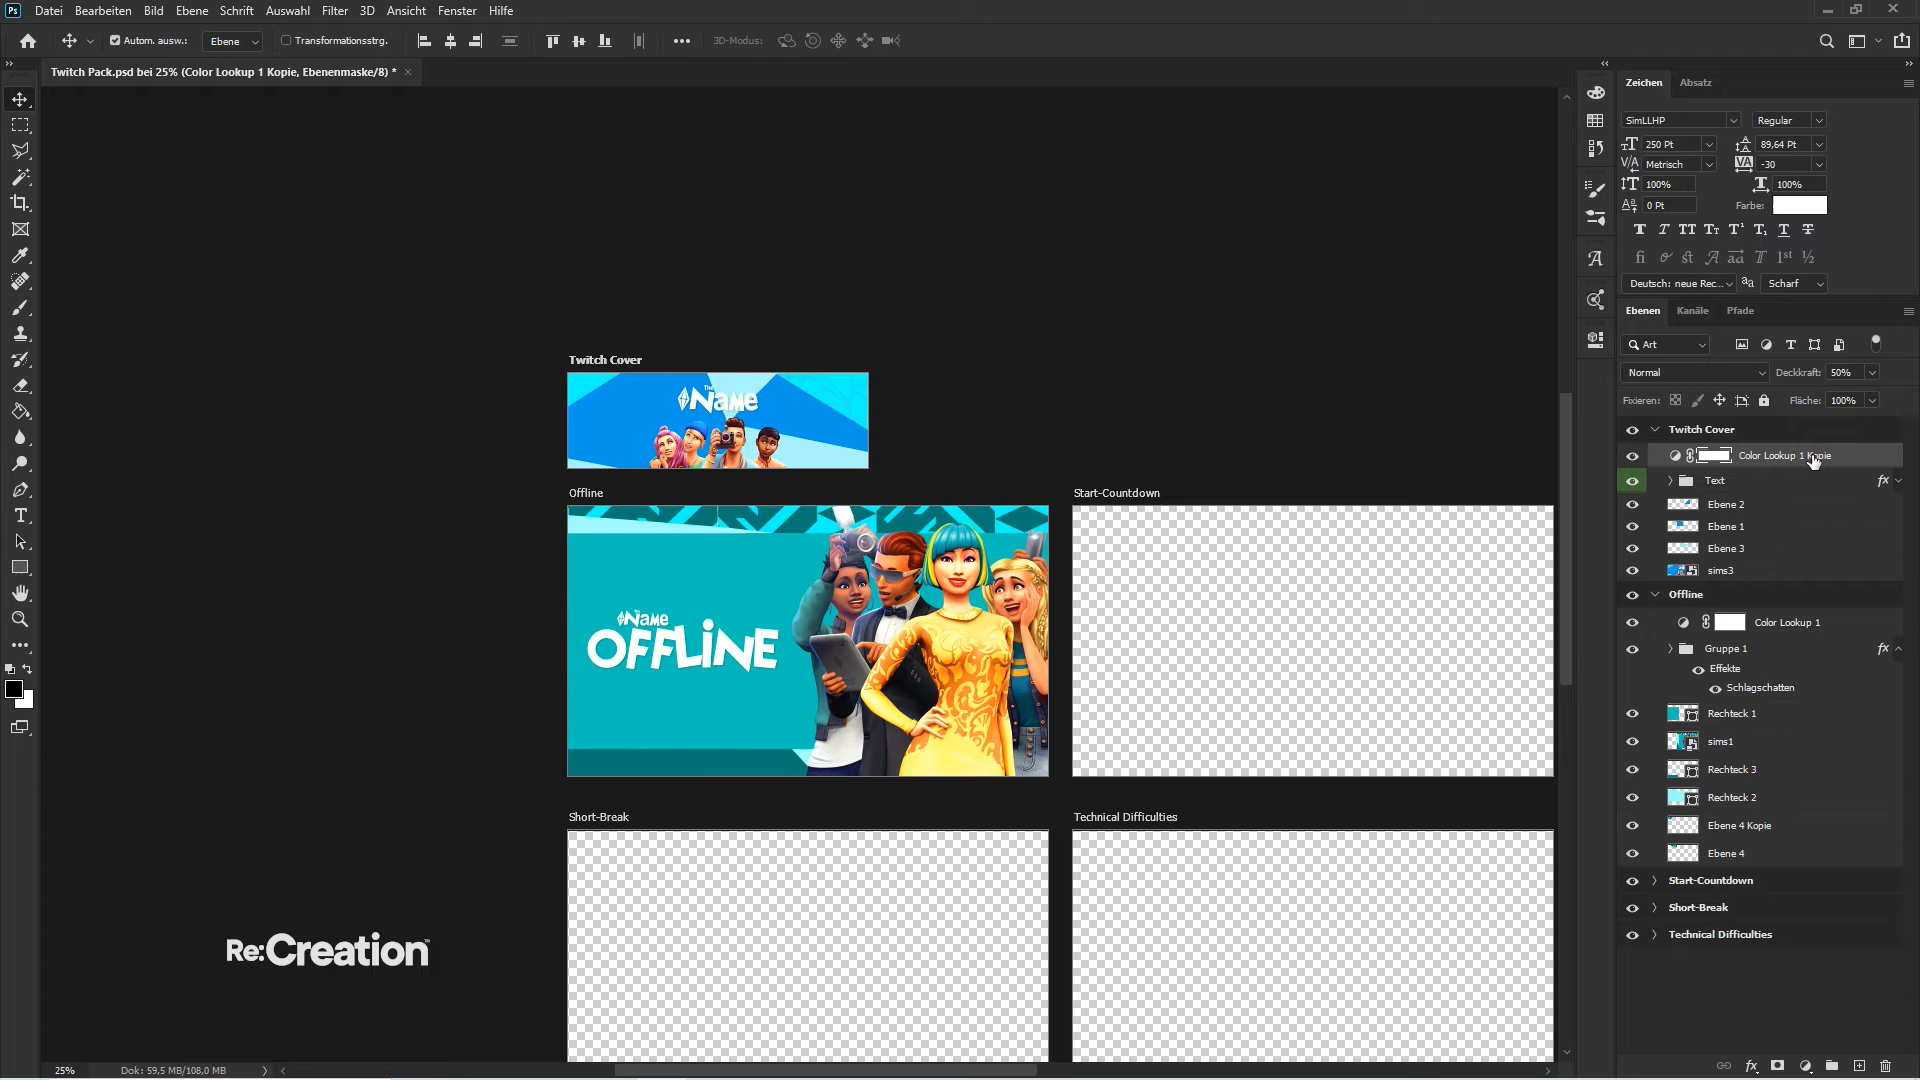 Ps Datei Bearbeiten Bild Ebene Schrift Auswahl Filter 3D Ansicht Fenster Hilfe
Autom. ausw.: Ebene Transformationsstrg. 3D-Modus:
Twitch Pack.psd bei 25% (Color Lookup 1 Kopie, Ebenenmaske/8) *
Zeichen Absatz
SimLLHP Regular
250 Pt 89,64 Pt
Metrisch -30
100% 100%
0 Pt Farbe:
Deutsch: neue Rec... Scharf
Ebenen Kanäle Pfade
Art
Normal Deckkraft: 50%
Fixieren: Fläche: 100%
Twitch Cover
Color Lookup 1 Kopie
Text fx
Ebene 2
Ebene 1
Ebene 3
sims3
Offline
Color Lookup 1
Gruppe 1 fx
Effekte
Schlagschatten
Rechteck 1
sims1
Rechteck 3
Rechteck 2
Ebene 4 Kopie
Ebene 4
Start-Countdown
Short-Break
Technical Difficulties
Twitch Cover
The
NAMe
Offline
The
NAMe
OFFLiNE
Start-Countdown
Short-Break
Technical Difficulties
Re:Creation
25% Dok: 59,5 MB/108,0 MB